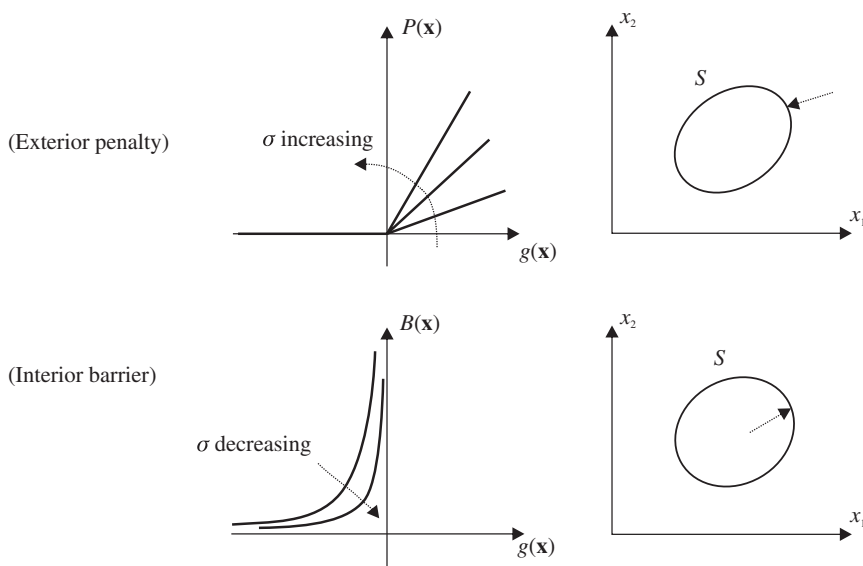 P(x)
x₂
S
(Exterior penalty)
σ increasing
g(x)
x₁
B(x)
x₂
S
(Interior barrier)
σ decreasing
g(x)
x₁